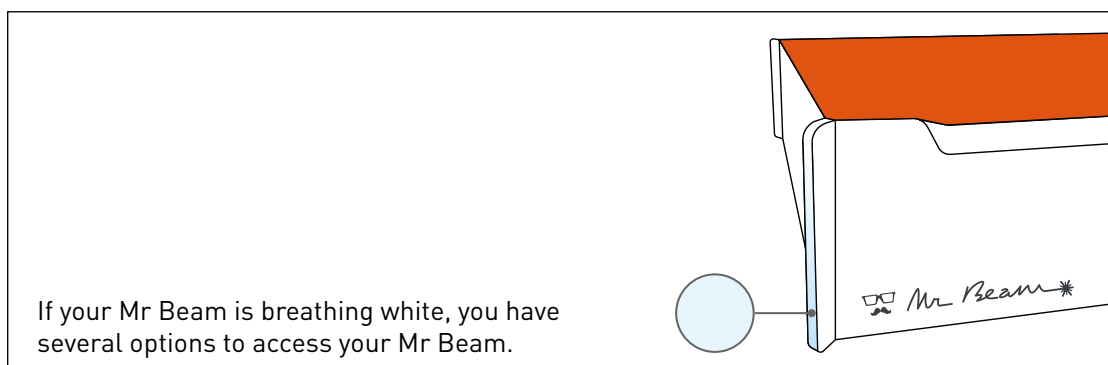 If your Mr Beam is breathing white, you have
several options to access your Mr Beam.
Mr Beam